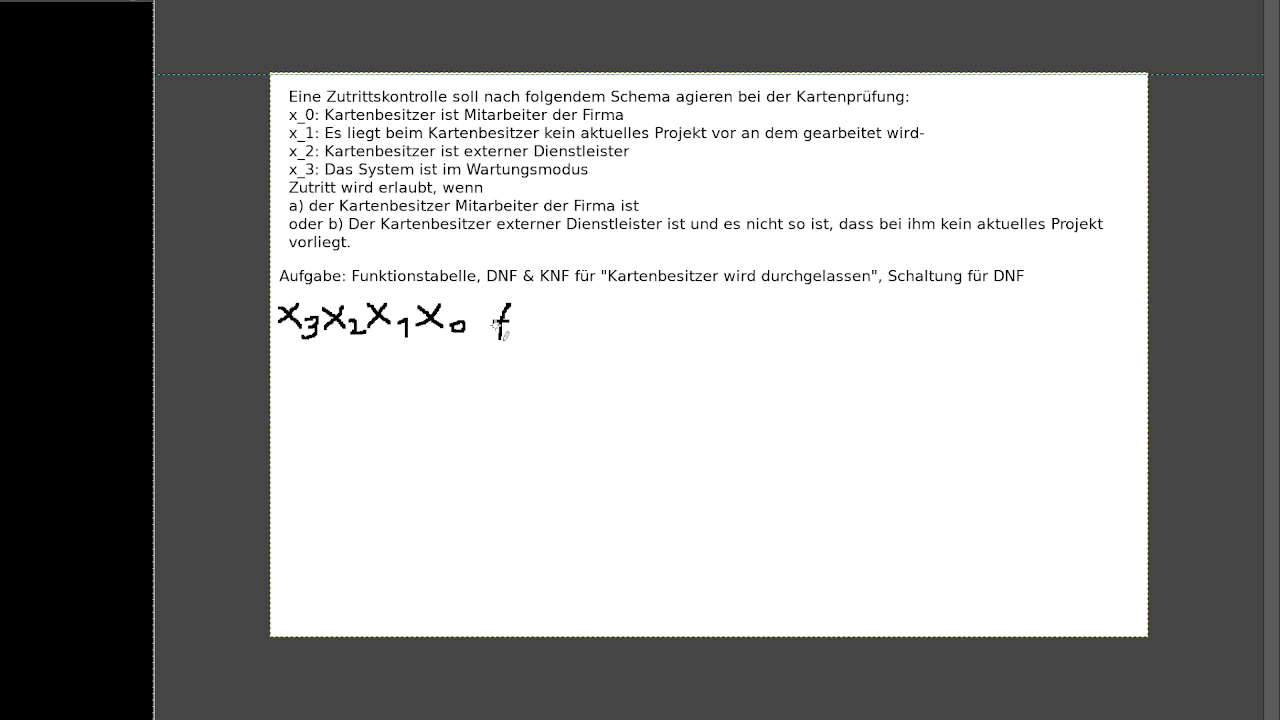 Eine Zutrittskontrolle soll nach folgendem Schema agieren bei der Kartenprüfung:
x_0: Kartenbesitzer ist Mitarbeiter der Firma
x_1: Es liegt beim Kartenbesitzer kein aktuelles Projekt vor an dem gearbeitet wird-
x_2: Kartenbesitzer ist externer Dienstleister
x_3: Das System ist im Wartungsmodus
Zutritt wird erlaubt, wenn
a) der Kartenbesitzer Mitarbeiter der Firma ist
oder b) Der Kartenbesitzer externer Dienstleister ist und es nicht so ist, dass bei ihm kein aktuelles Projekt
vorliegt.
Aufgabe: Funktionstabelle, DNF & KNF für "Kartenbesitzer wird durchgelassen", Schaltung für DNF
x₃x₂x₁x₀ f